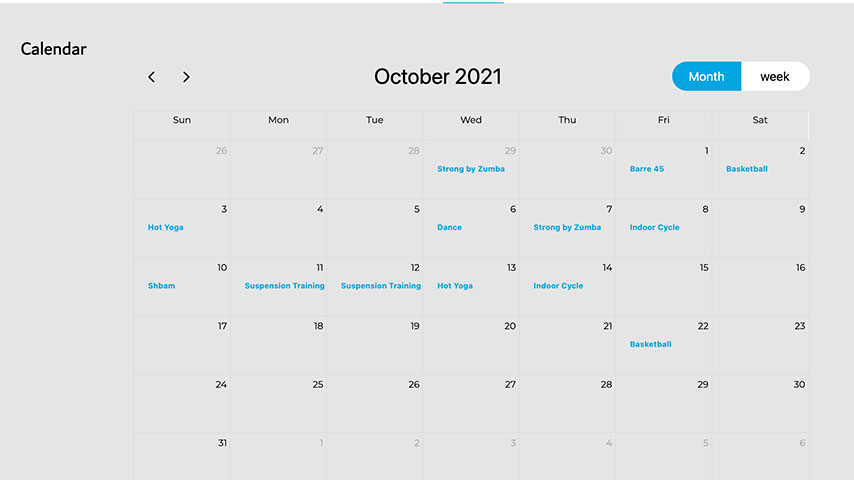 Calendar
October 2021
Month week
Sun Mon Tue Wed Thu Fri Sat
26 27 28 29 30 1 2
Strong by Zumba Barre 45 Basketball
3 4 5 6 7 8 9
Hot Yoga Dance Strong by Zumba Indoor Cycle
10 11 12 13 14 15 16
Shbam Suspension Training Suspension Training Hot Yoga Indoor Cycle
17 18 19 20 21 22 23
Basketball
24 25 26 27 28 29 30
31 1 2 3 4 5 6